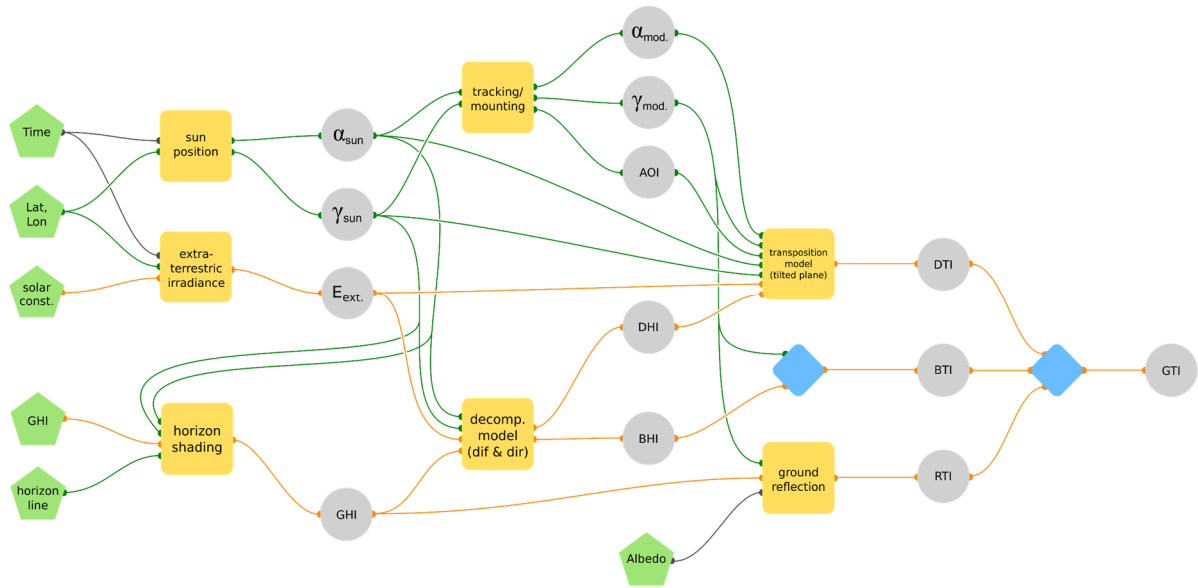 Time
Lat,
Lon
solar
const.
GHI
horizon
line
sun
position
extra-
terrestric
irradiance
horizon
shading
αsun
γsun
Eext.
GHI
tracking/
mounting
decomp.
model
(dif & dir)
αmod.
γmod.
AOI
DHI
BHI
Albedo
transposition
model
(tilted plane)
ground
reflection
DTI
BTI
RTI
GTI